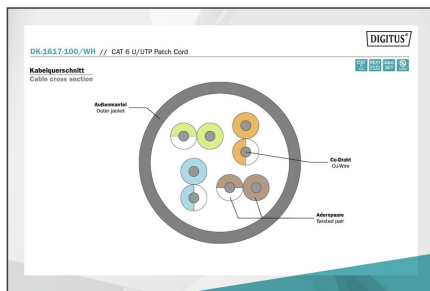 DIGITUS®
DK-1617-100/WH // CAT 6 U/UTP Patch Cord
Kabelquerschnitt
Cable cross section
Außenmantel
Outer jacket
Cu-Draht
Cu-Wire
Adernpaare
Twisted pair